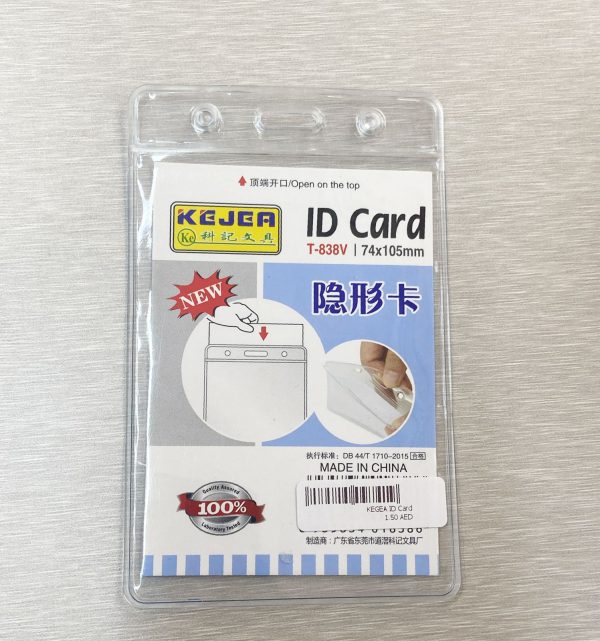 顶端开口/Open on the top
KEJEA
Ke 科記文具
ID Card
T-838V | 74x105mm
NEW
隐形卡
执行标准: DB 44/T 1710-2015 合格
MADE IN CHINA
Quality Assured
100%
Laboratory Tested
KEGEA ID Card
1.50 AED
制造商:广东省东莞市道滘科记文具厂